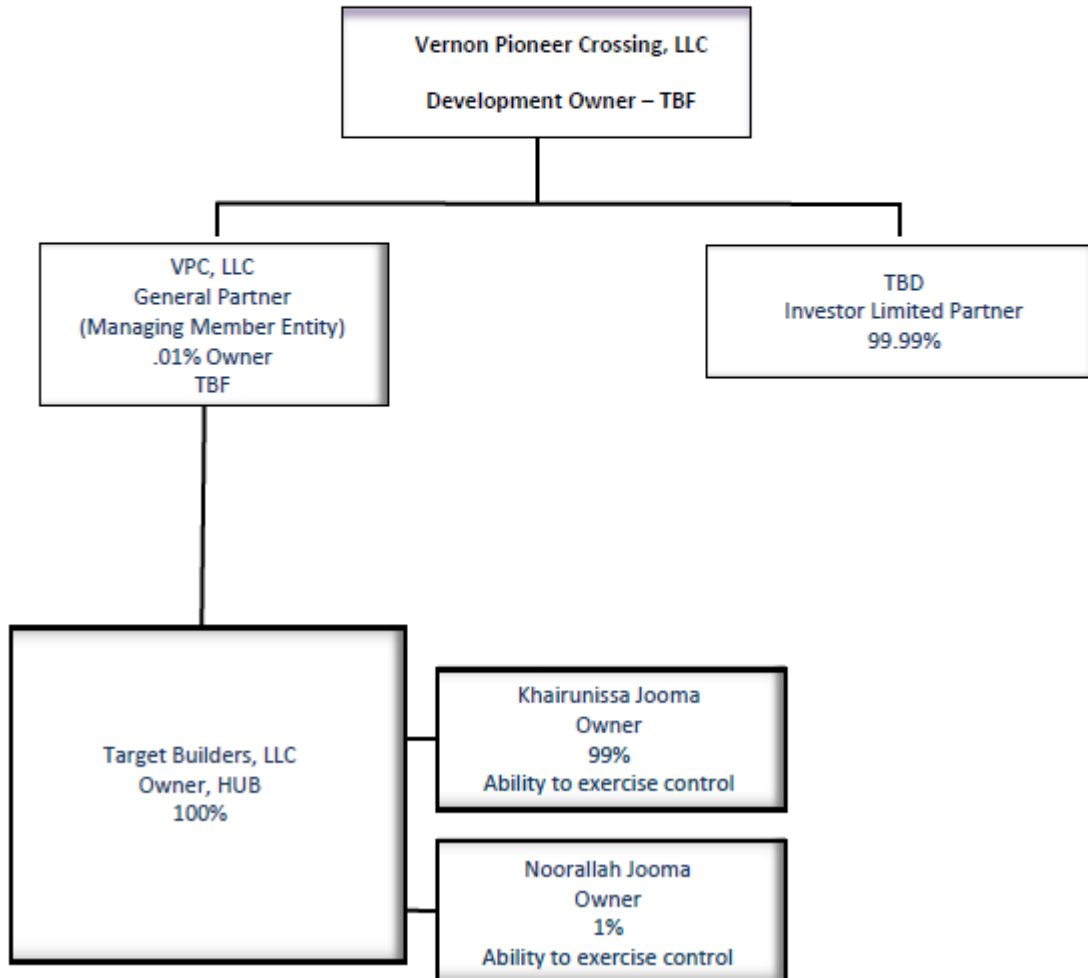 Vernon Pioneer Crossing, LLC
Development Owner – TBF
VPC, LLC
General Partner
(Managing Member Entity)
.01% Owner
TBF
TBD
Investor Limited Partner
99.99%
Target Builders, LLC
Owner, HUB
100%
Khairunissa Jooma
Owner
99%
Ability to exercise control
Noorallah Jooma
Owner
1%
Ability to exercise control